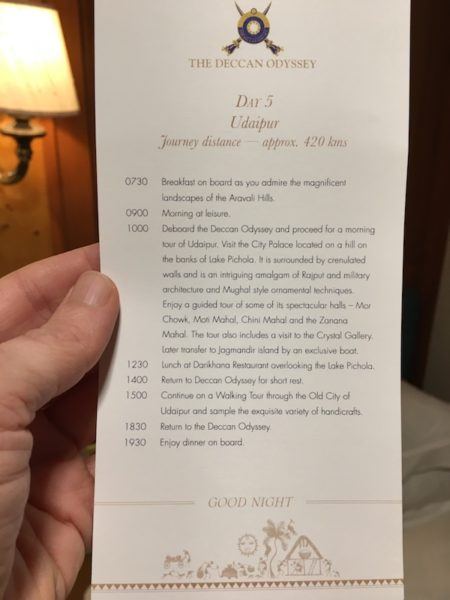 THE DECCAN ODYSSEY
DAY 5
Udaipur
Journey distance — approx. 420 kms
0730 Breakfast on board as you admire the magnificent
landscapes of the Aravali Hills.
0900 Morning at leisure.
1000 Deboard the Deccan Odyssey and proceed for a morning
tour of Udaipur. Visit the City Palace located on a hill on
the banks of Lake Pichola. It is surrounded by crenulated
walls and is an intriguing amalgam of Rajput and military
architecture and Mughal style ornamental techniques.
Enjoy a guided tour of some of its spectacular halls – Mor
Chowk, Moti Mahal, Chini Mahal and the Zanana
Mahal. The tour also includes a visit to the Crystal Gallery.
Later transfer to Jagmandir island by an exclusive boat.
1230 Lunch at Darikhana Restaurant overlooking the Lake Pichola.
1400 Return to Deccan Odyssey for short rest.
1500 Continue on a Walking Tour through the Old City of
Udaipur and sample the exquisite variety of handicrafts.
1830 Return to the Deccan Odyssey.
1930 Enjoy dinner on board.
GOOD NIGHT